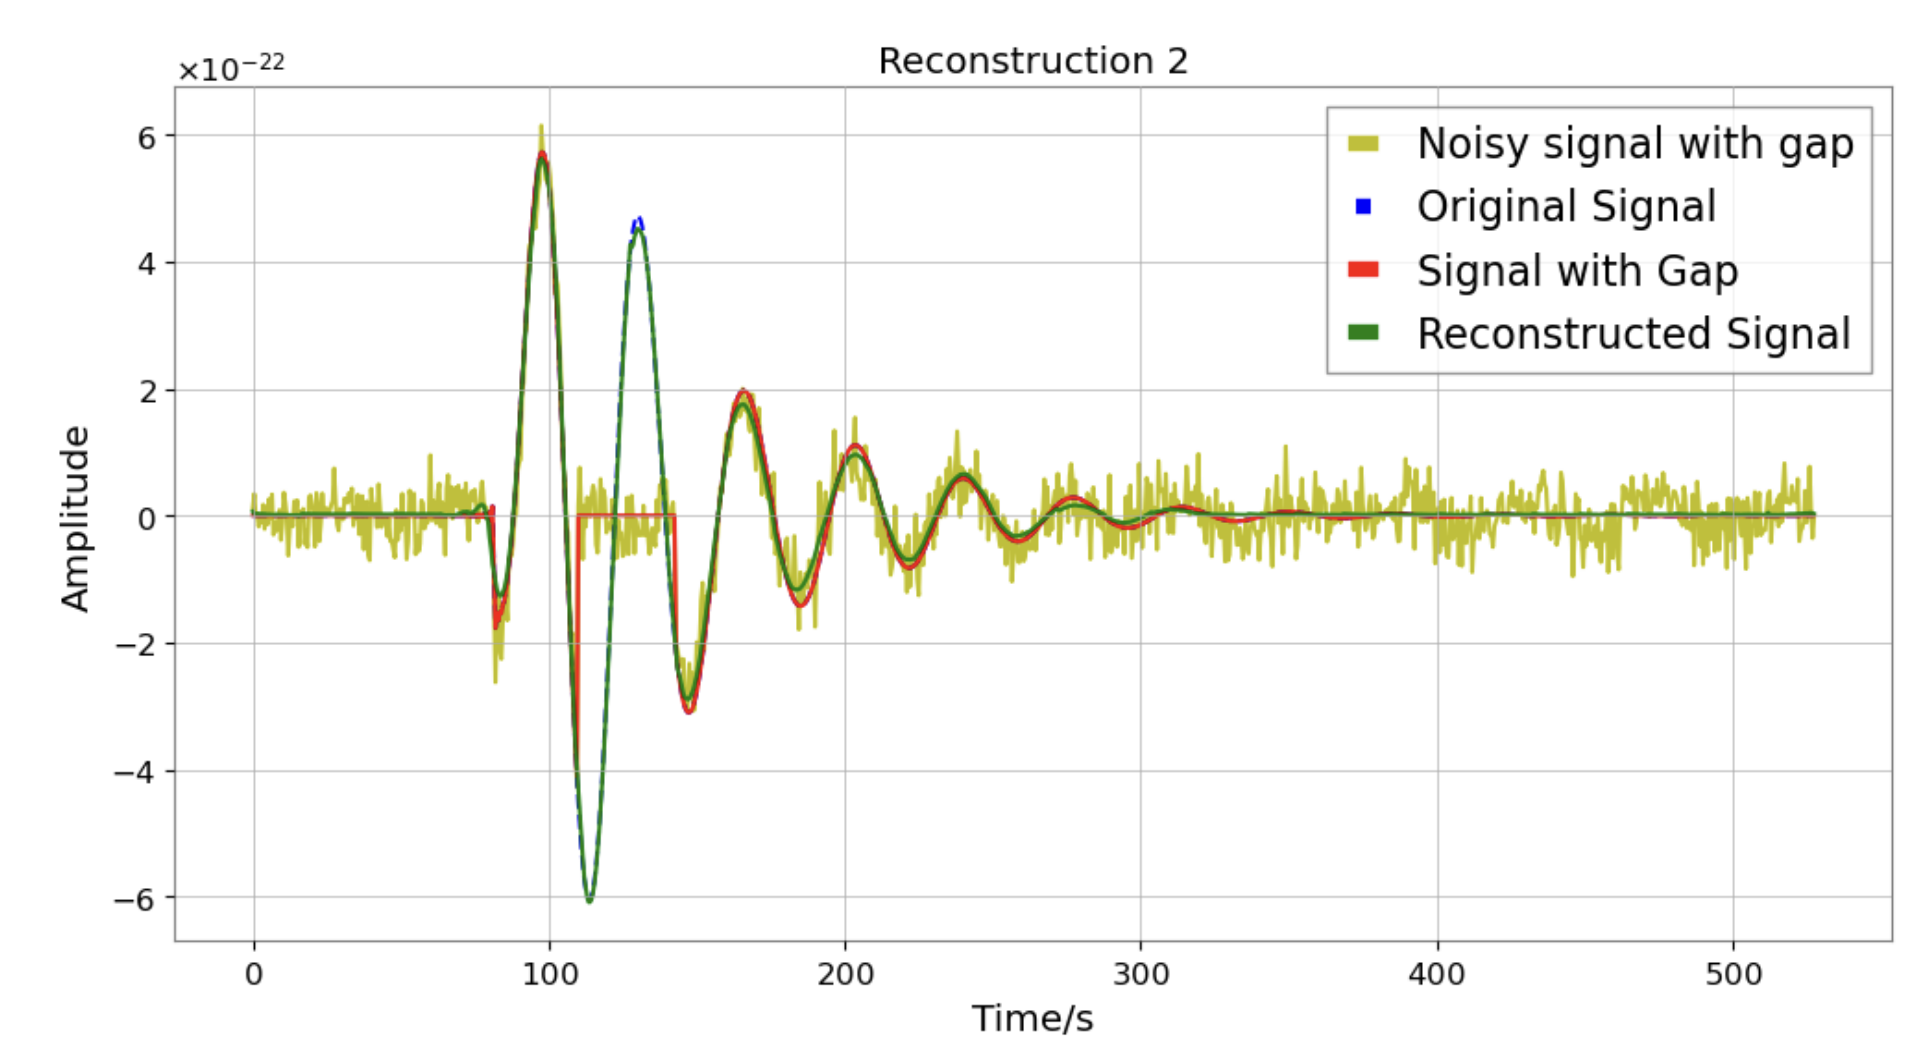 Reconstruction 2
×10⁻²²
Noisy signal with gap
Original Signal
Signal with Gap
Reconstructed Signal
6
4
2
0
−2
−4
−6
Amplitude
0 100 200 300 400 500
Time/s